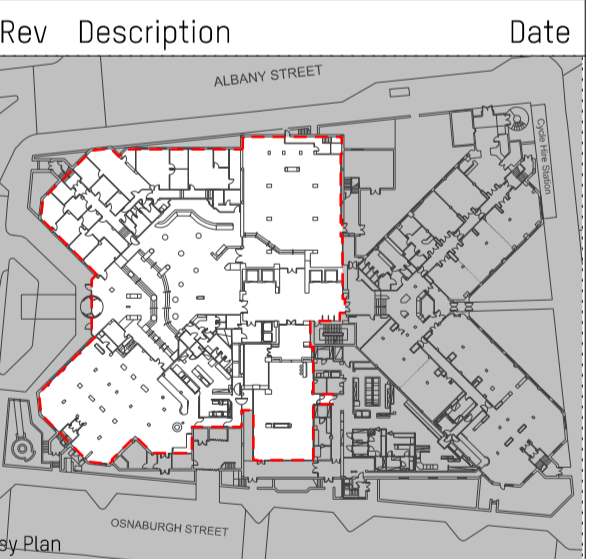 Rev Description Date
ALBANY STREET
Cycle Hire Station
OSNABURGH STREET
ey Plan